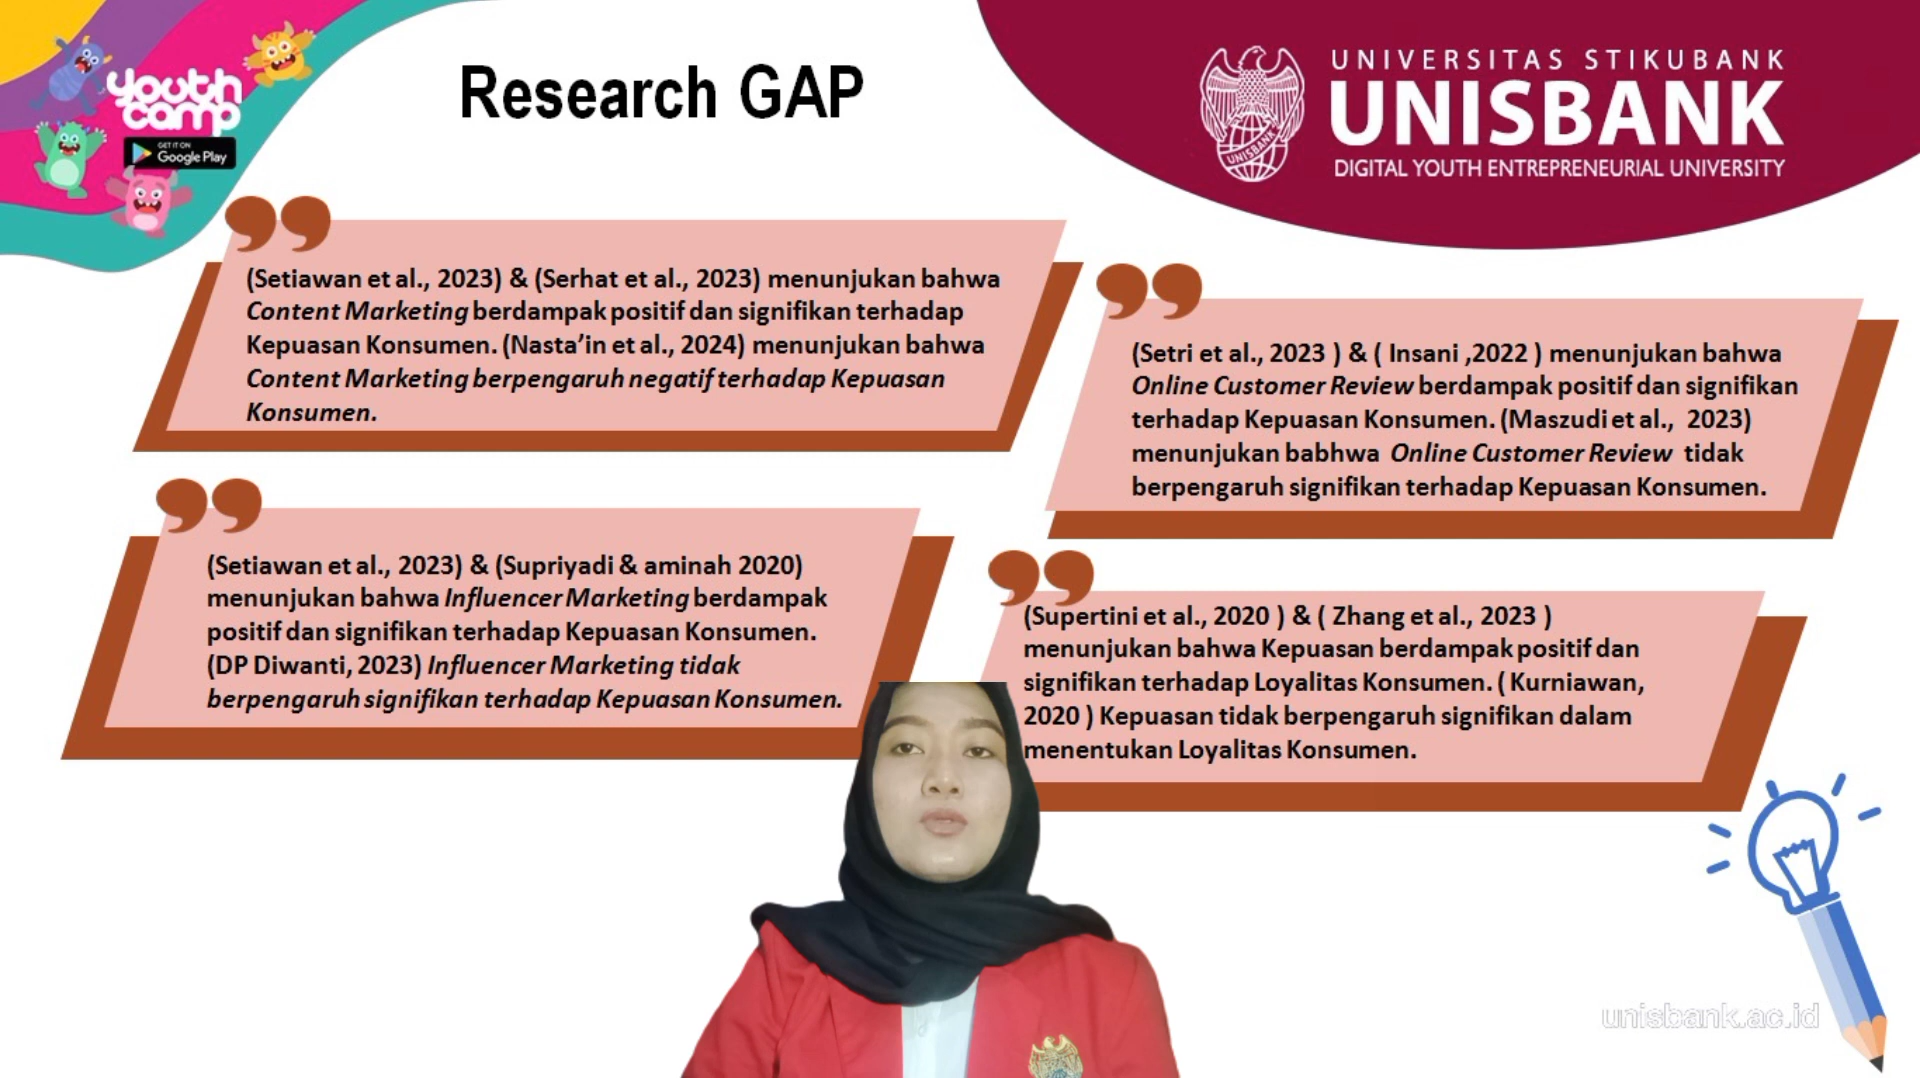 youth
camp
GET IT ON
Google Play
Research GAP
UNIVERSITAS STIKUBANK
UNISBANK
DIGITAL YOUTH ENTREPRENEURIAL UNIVERSITY
UNISBANK
(Setiawan et al., 2023) & (Serhat et al., 2023) menunjukan bahwa
Content Marketing berdampak positif dan signifikan terhadap
Kepuasan Konsumen. (Nasta’in et al., 2024) menunjukan bahwa
Content Marketing berpengaruh negatif terhadap Kepuasan
Konsumen.
(Setri et al., 2023 ) & ( Insani ,2022 ) menunjukan bahwa
Online Customer Review berdampak positif dan signifikan
terhadap Kepuasan Konsumen. (Maszudi et al., 2023)
menunjukan babhwa Online Customer Review tidak
berpengaruh signifikan terhadap Kepuasan Konsumen.
(Setiawan et al., 2023) & (Supriyadi & aminah 2020)
menunjukan bahwa Influencer Marketing berdampak
positif dan signifikan terhadap Kepuasan Konsumen.
(DP Diwanti, 2023) Influencer Marketing tidak
berpengaruh signifikan terhadap Kepuasan Konsumen.
(Supertini et al., 2020 ) & ( Zhang et al., 2023 )
menunjukan bahwa Kepuasan berdampak positif dan
signifikan terhadap Loyalitas Konsumen. ( Kurniawan,
2020 ) Kepuasan tidak berpengaruh signifikan dalam
menentukan Loyalitas Konsumen.
unisbank.ac.id